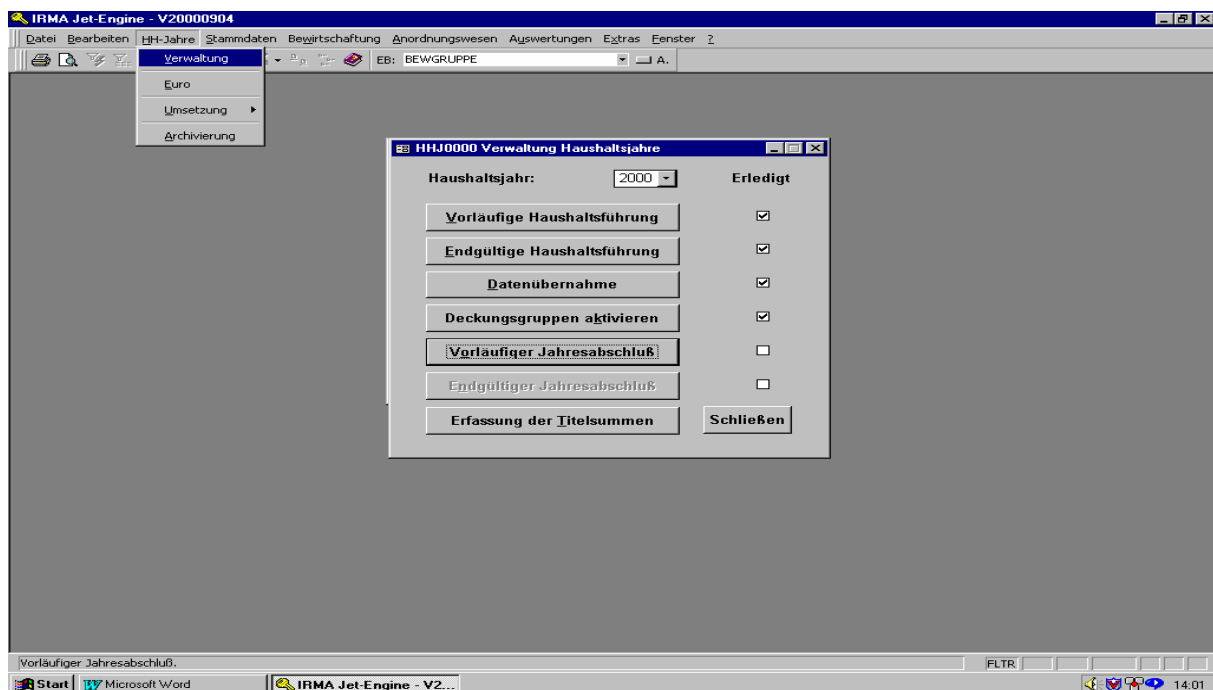 IRMA Jet-Engine - V20000904
Datei Bearbeiten HH-Jahre Stammdaten Bewirtschaftung Anordnungswesen Auswertungen Extras Fenster ?
EB: BEWGRUPPE A.
Verwaltung
Euro
Umsetzung
Archivierung
HHJ0000 Verwaltung Haushaltsjahre
Haushaltsjahr: 2000 Erledigt
Vorläufige Haushaltsführung
Endgültige Haushaltsführung
Datenübernahme
Deckungsgruppen aktivieren
Vorläufiger Jahresabschluß
Endgültiger Jahresabschluß
Erfassung der Titelsummen Schließen
Vorläufiger Jahresabschluß. FLTR
Start Microsoft Word IRMA Jet-Engine - V2... 14:01